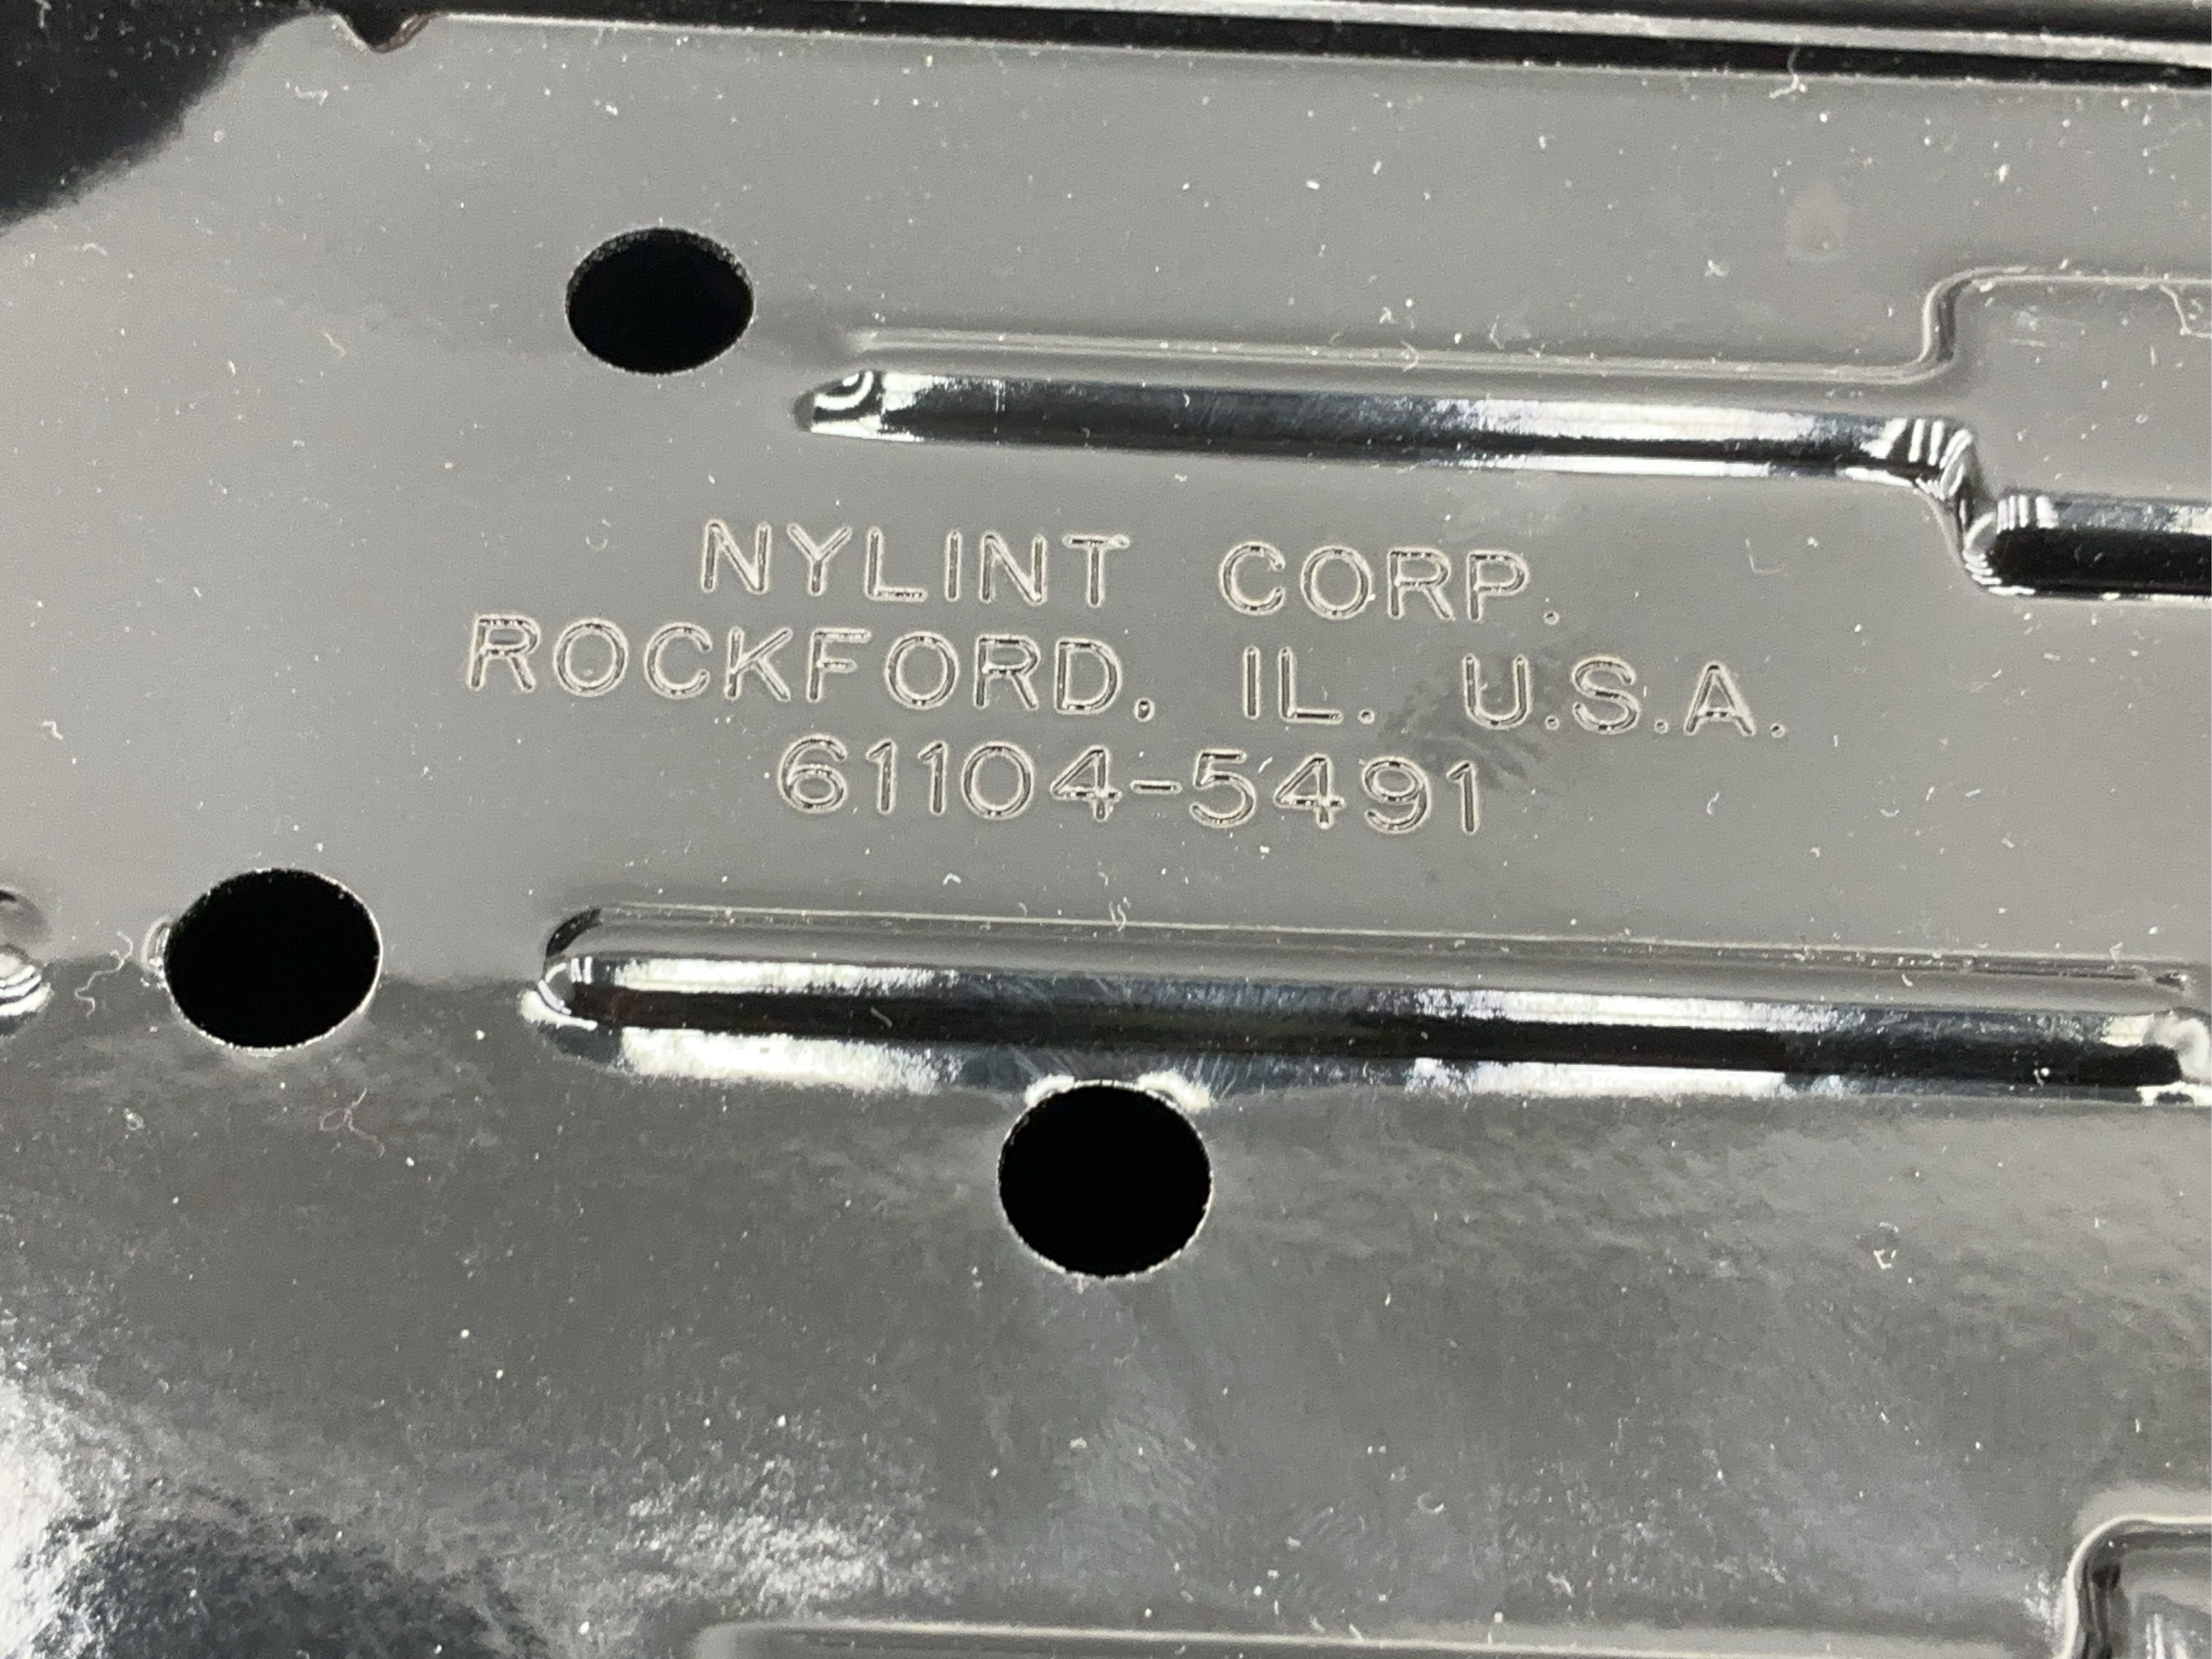 NYLINT CORP.
ROCKFORD, IL. U.S.A.
61104-5491